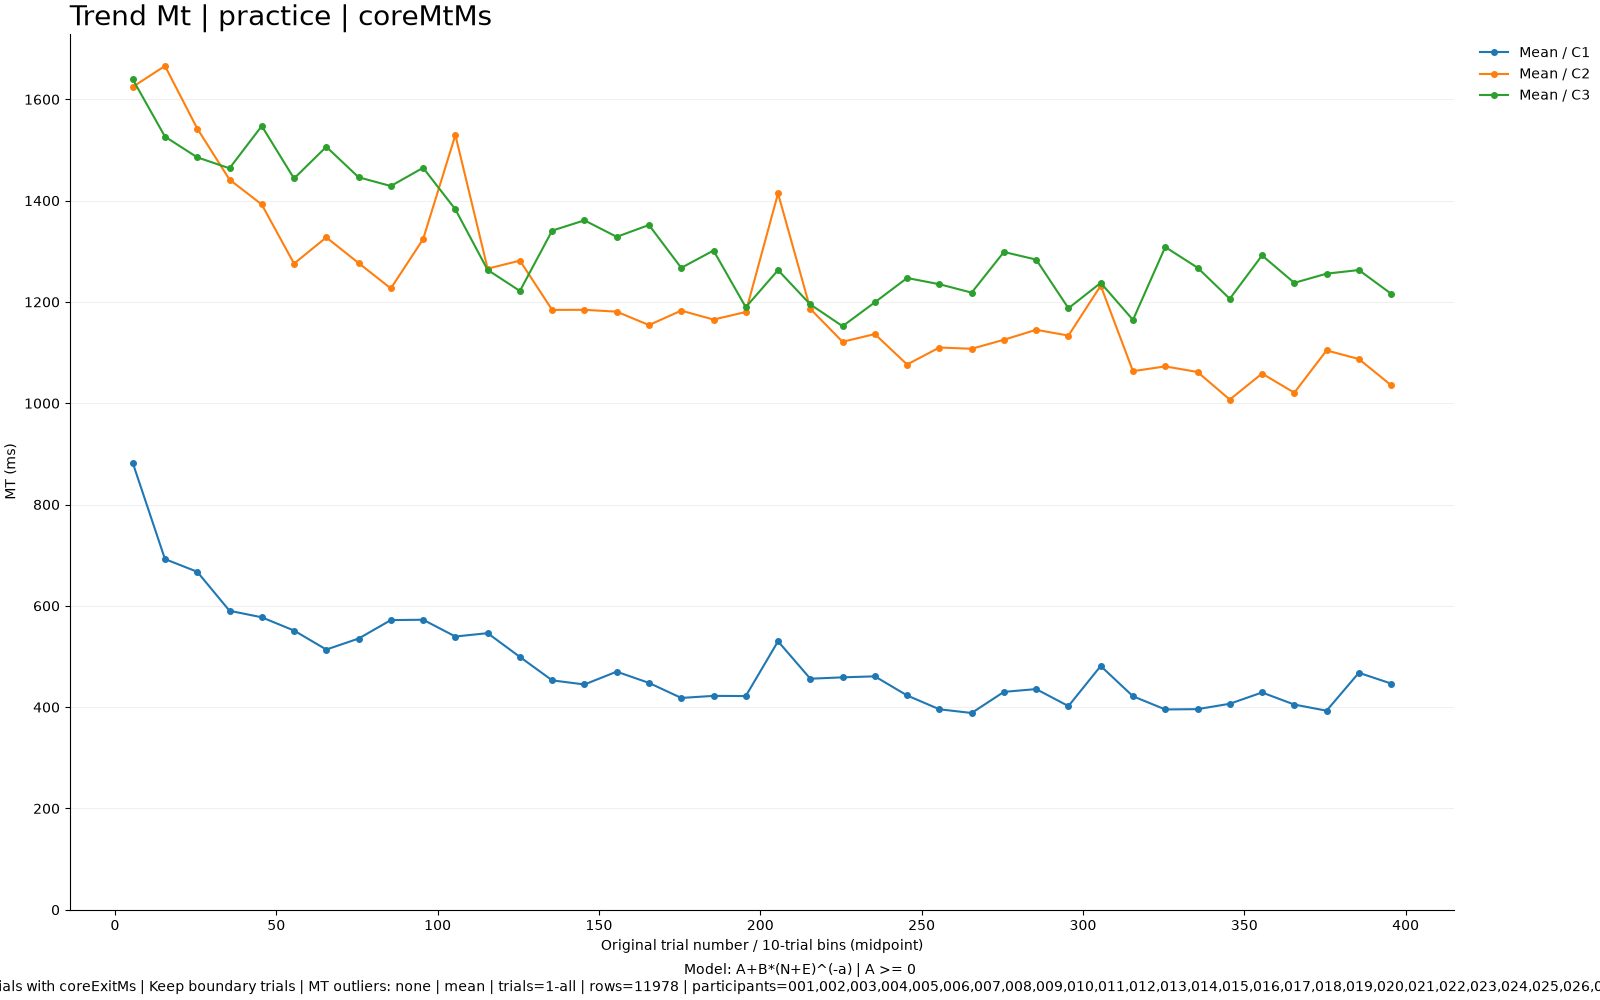 Trend Mt | practice | coreMtMs
Mean / C1
Mean / C2
Mean / C3
1600
1400
1200
1000
800
600
400
200
0
MT (ms)
0 50 100 150 200 250 300 350 400
Original trial number / 10-trial bins (midpoint)
Model: A+B*(N+E)^(-a) | A >= 0
ials with coreExitMs | Keep boundary trials | MT outliers: none | mean | trials=1-all | rows=11978 | participants=001,002,003,004,005,006,007,008,009,010,011,012,013,014,015,016,017,018,019,020,021,022,023,024,025,026,0